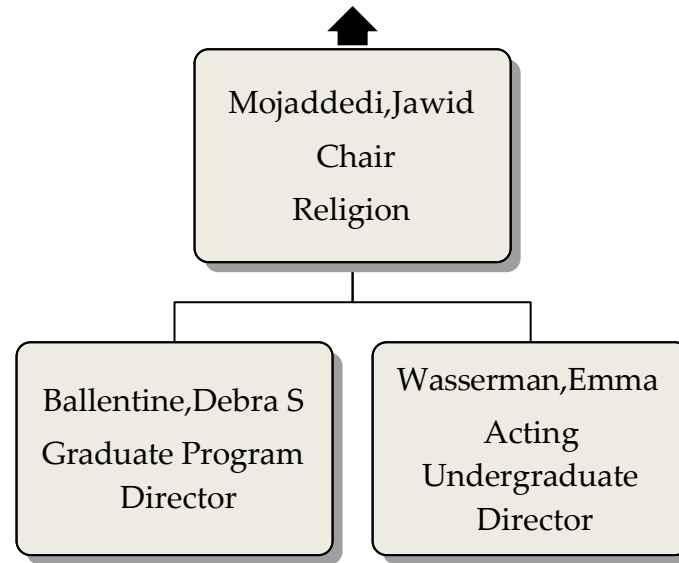 Mojaddedi,Jawid
Chair
Religion
Ballentine,Debra S
Graduate Program
Director
Wasserman,Emma
Acting
Undergraduate
Director